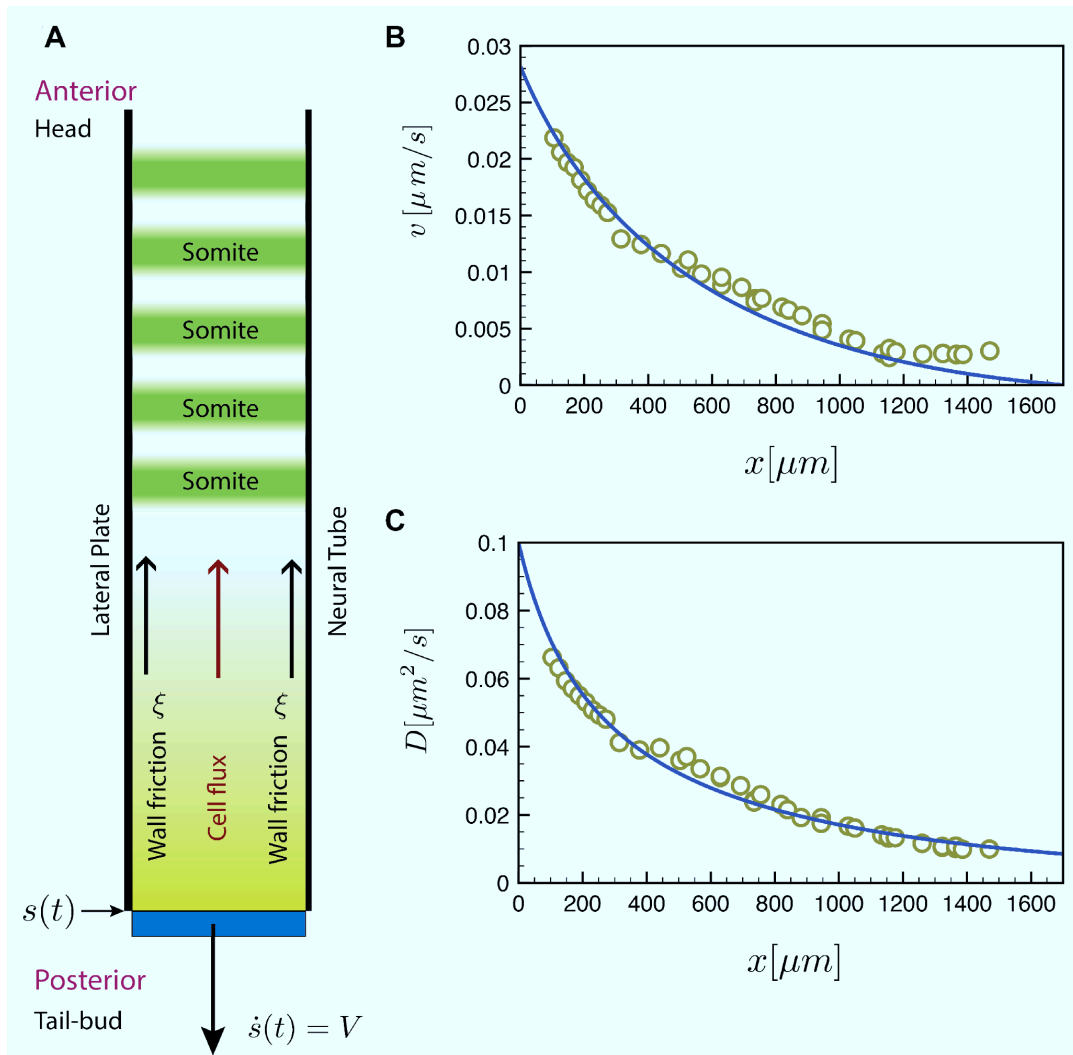 A
Anterior
Head
Somite
Somite
Somite
Somite
Lateral Plate
Neural Tube
Wall friction ξ
Cell flux
Wall friction ξ
s(t)
Posterior
Tail-bud
ṡ(t) = V
B
0.03
0.025
0.02
0.015
0.01
0.005
0
v [μm/s]
0 200 400 600 800 1000 1200 1400 1600
x[μm]
C
0.1
0.08
0.06
0.04
0.02
0
D[μm²/s]
0 200 400 600 800 1000 1200 1400 1600
x[μm]